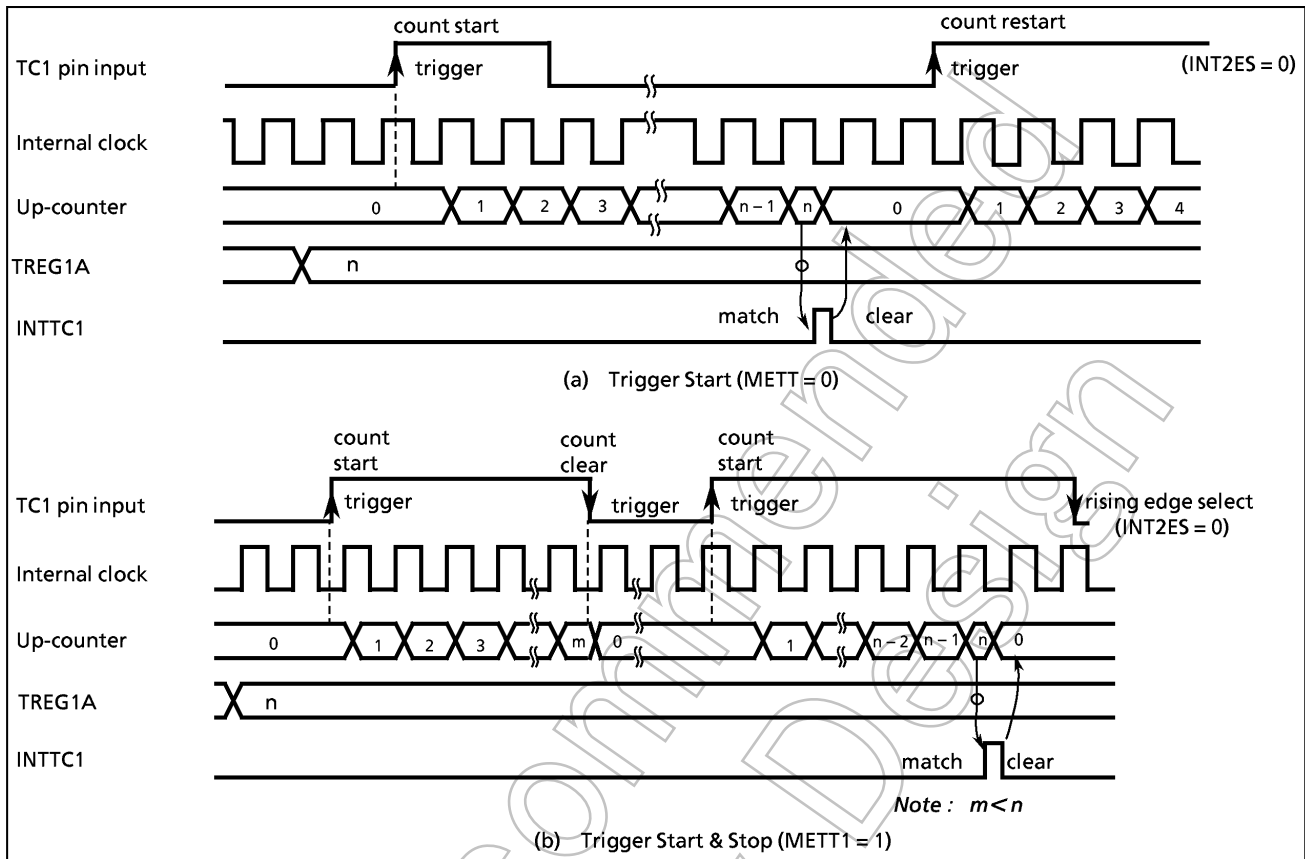 count start
count restart
TC1 pin input
trigger
trigger
(INT2ES = 0)
Internal clock
Up-counter
0 1 2 3 n – 1 n 0 1 2 3 4
TREG1A
n
INTTC1
match
clear
(a) Trigger Start (METT = 0)
count
start
count
clear
count
start
TC1 pin input
trigger
trigger
trigger
rising edge select
(INT2ES = 0)
Internal clock
Up-counter
0 1 2 3 m 0 1 n – 2 n – 1 n 0
TREG1A
n
INTTC1
match
clear
Note : m < n
(b) Trigger Start & Stop (METT1 = 1)
commended
Design